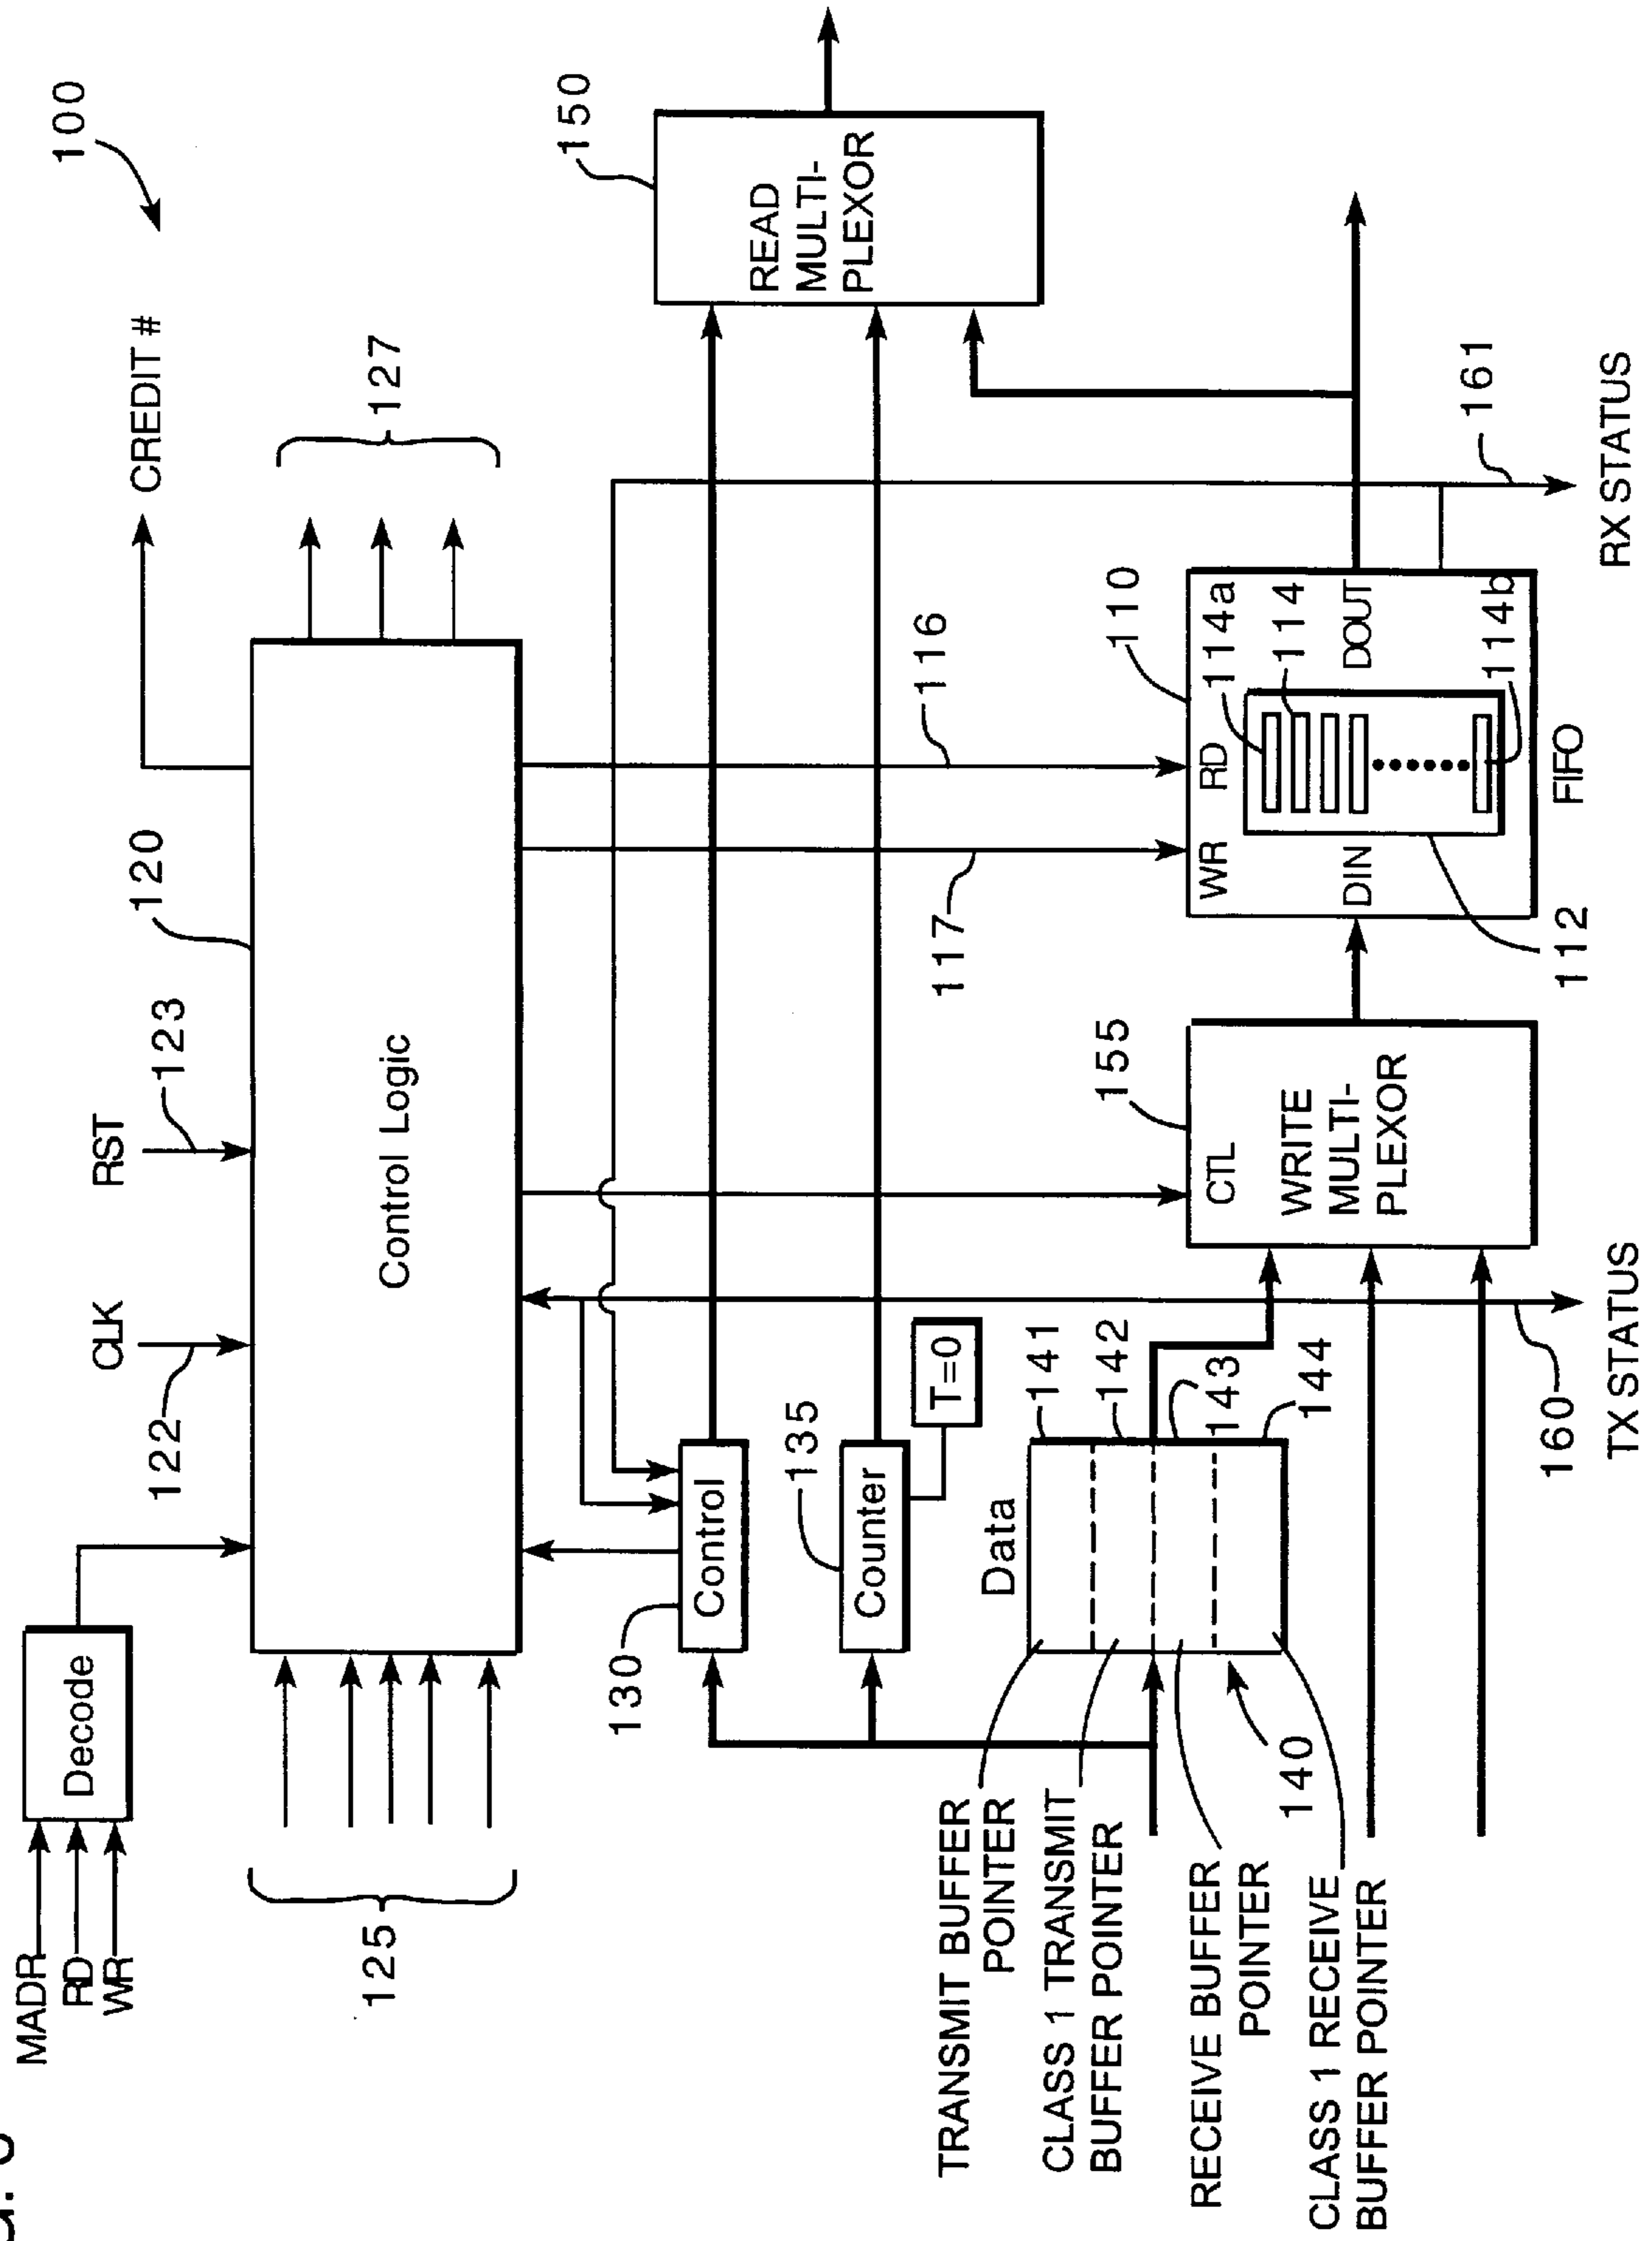 100
CREDIT #
127
150
READ
MULTI-
PLEXOR
MADR
RD
WR
Decode
CLK
122
RST
123
120
125
Control Logic
130
Control
135
Counter
T=0
116
117
Data
141
142
143
144
140
TRANSMIT BUFFER
POINTER
CLASS 1 TRANSMIT
BUFFER POINTER
RECEIVE BUFFER
POINTER
CLASS 1 RECEIVE
BUFFER POINTER
155
CTL
WRITE
MULTI-
PLEXOR
110
WR
RD
114a
114
DIN
DOUT
114b
112
FIFO
160
TX STATUS
161
RX STATUS